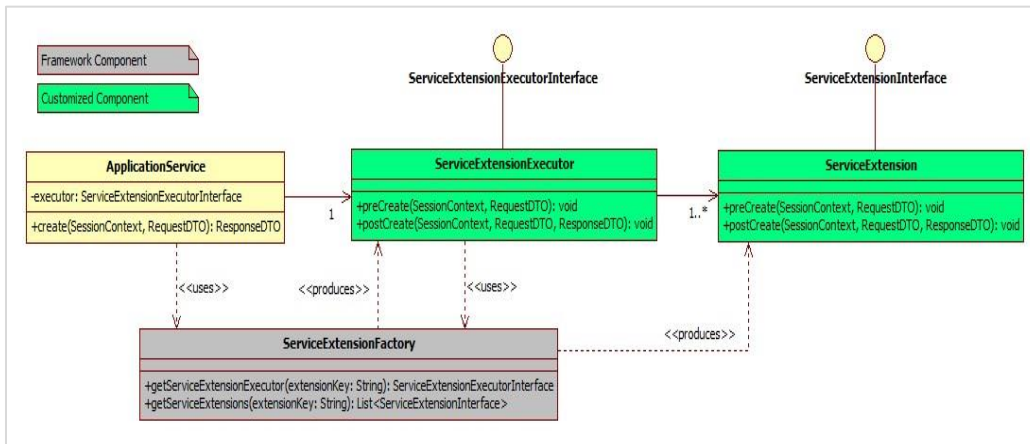 Framework Component
Customized Component
ServiceExtensionExecutorInterface
ServiceExtensionInterface
ApplicationService
-executor: ServiceExtensionExecutorInterface
+create(SessionContext, RequestDTO): ResponseDTO
1
ServiceExtensionExecutor
+preCreate(SessionContext, RequestDTO): void
+postCreate(SessionContext, RequestDTO, ResponseDTO): void
1..*
ServiceExtension
+preCreate(SessionContext, RequestDTO): void
+postCreate(SessionContext, RequestDTO, ResponseDTO): void
<<uses>>
<<produces>>
<<uses>>
<<produces>>
ServiceExtensionFactory
+getServiceExtensionExecutor(extensionKey: String): ServiceExtensionExecutorInterface
+getServiceExtensions(extensionKey: String): List<ServiceExtensionInterface>